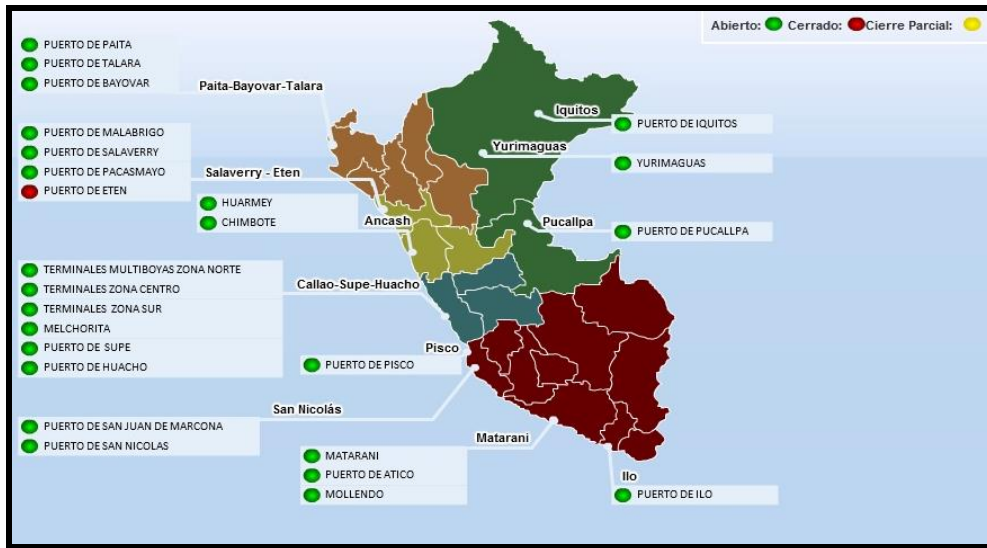 Abierto: Cerrado: Cierre Parcial:
PUERTO DE PAITA
PUERTO DE TALARA
PUERTO DE BAYOVAR
Paita-Bayovar-Talara
Iquitos
PUERTO DE IQUITOS
PUERTO DE MALABRIGO
PUERTO DE SALAVERRY
PUERTO DE PACASMAYO
PUERTO DE ETEN
Yurimaguas
YURIMAGUAS
Salaverry - Eten
HUARMEY
CHIMBOTE
Ancash
Pucallpa
PUERTO DE PUCALLPA
TERMINALES MULTIBOYAS ZONA NORTE
TERMINALES ZONA CENTRO
TERMINALES ZONA SUR
MELCHORITA
PUERTO DE SUPE
PUERTO DE HUACHO
Callao-Supe-Huacho
Pisco
PUERTO DE PISCO
San Nicolás
PUERTO DE SAN JUAN DE MARCONA
PUERTO DE SAN NICOLAS
Matarani
MATARANI
PUERTO DE ATICO
MOLLENDO
Ilo
PUERTO DE ILO